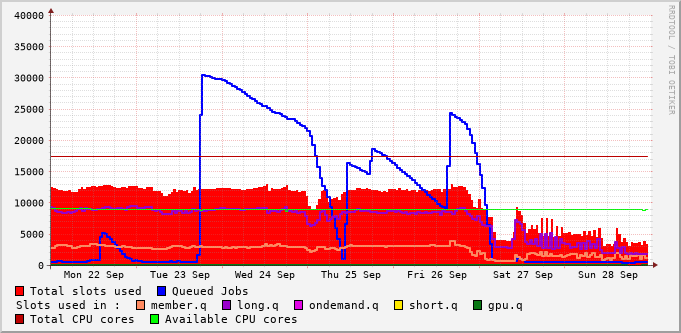 40000
35000
30000
25000
20000
15000
10000
5000
0
Mon 22 Sep Tue 23 Sep Wed 24 Sep Thu 25 Sep Fri 26 Sep Sat 27 Sep Sun 28 Sep
Total slots used Queued Jobs
Slots used in : member.q long.q ondemand.q short.q gpu.q
Total CPU cores Available CPU cores
RRDTOOL / TOBI OETIKER